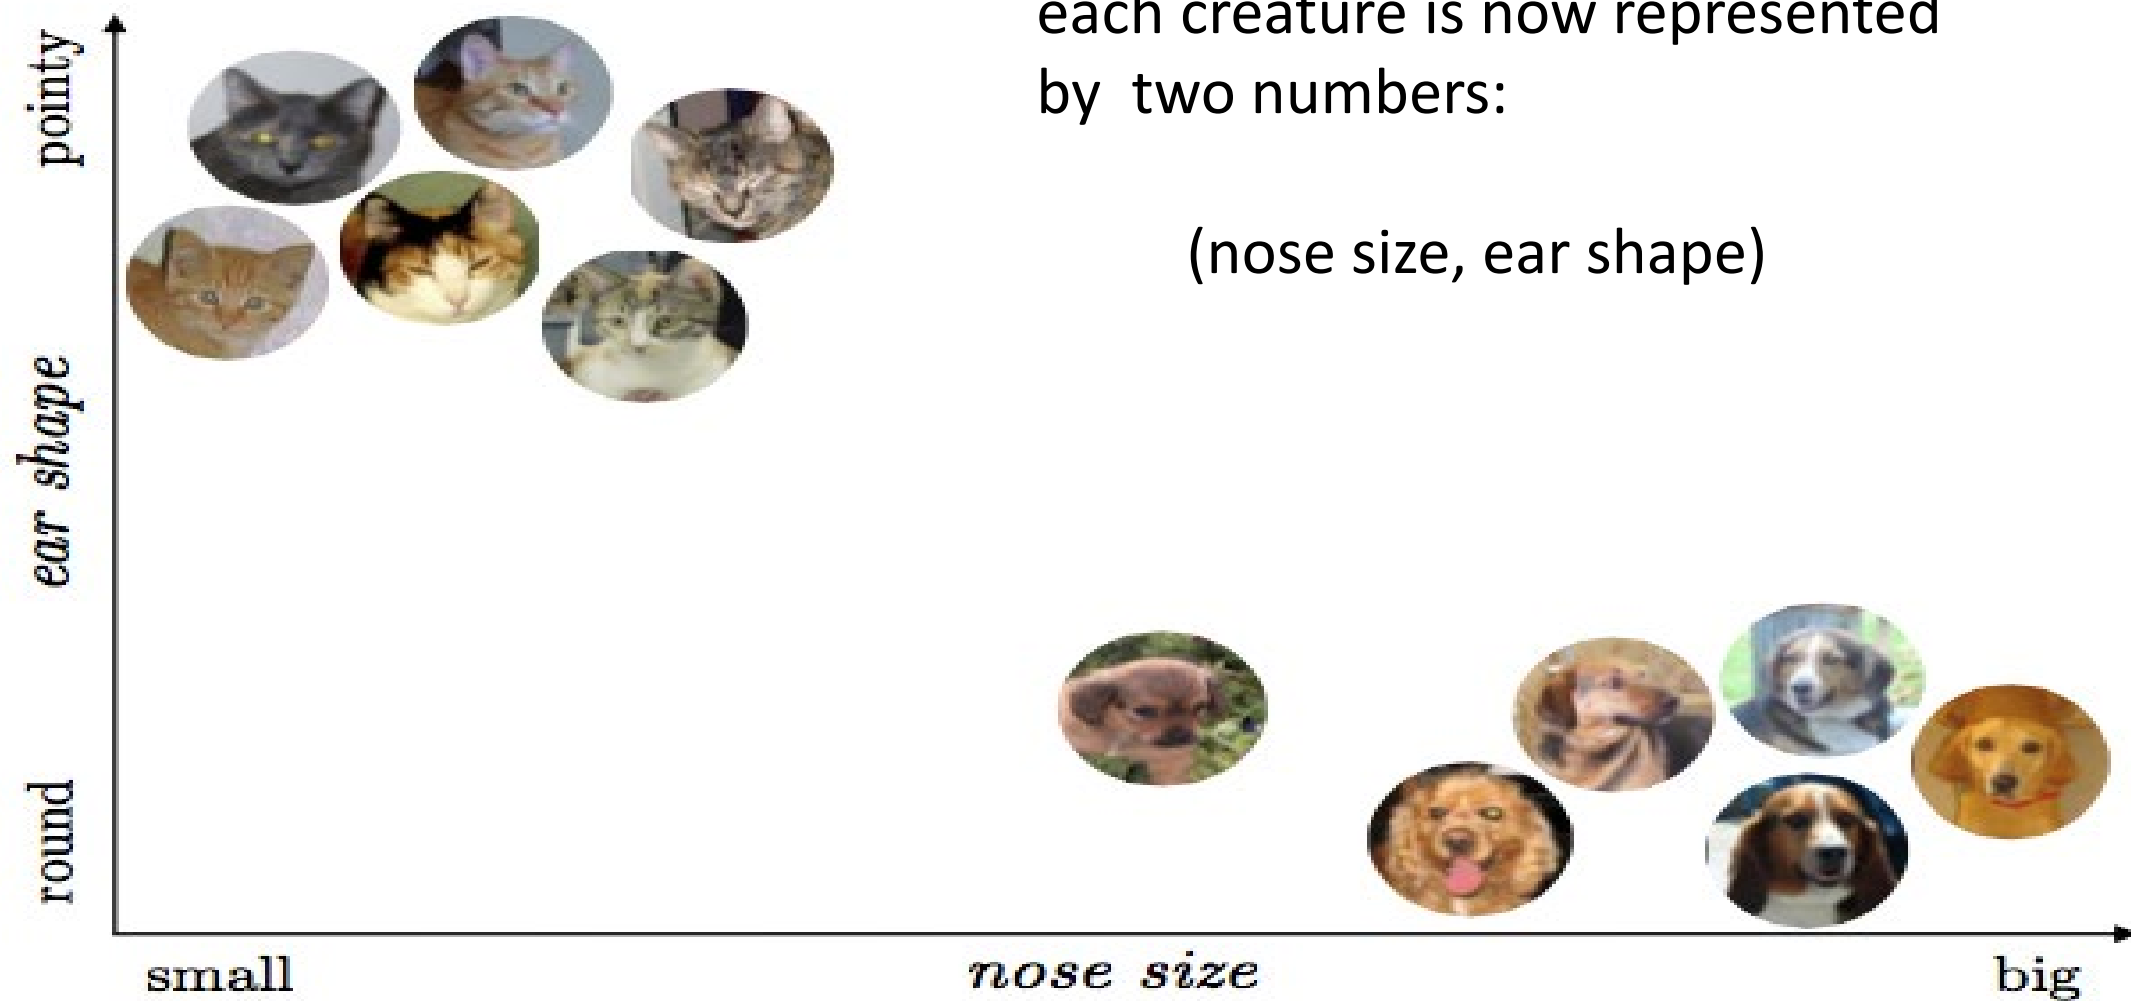 each creature is now represented
by two numbers:
(nose size, ear shape)
pointy
ear shape
round
small
nose size
big